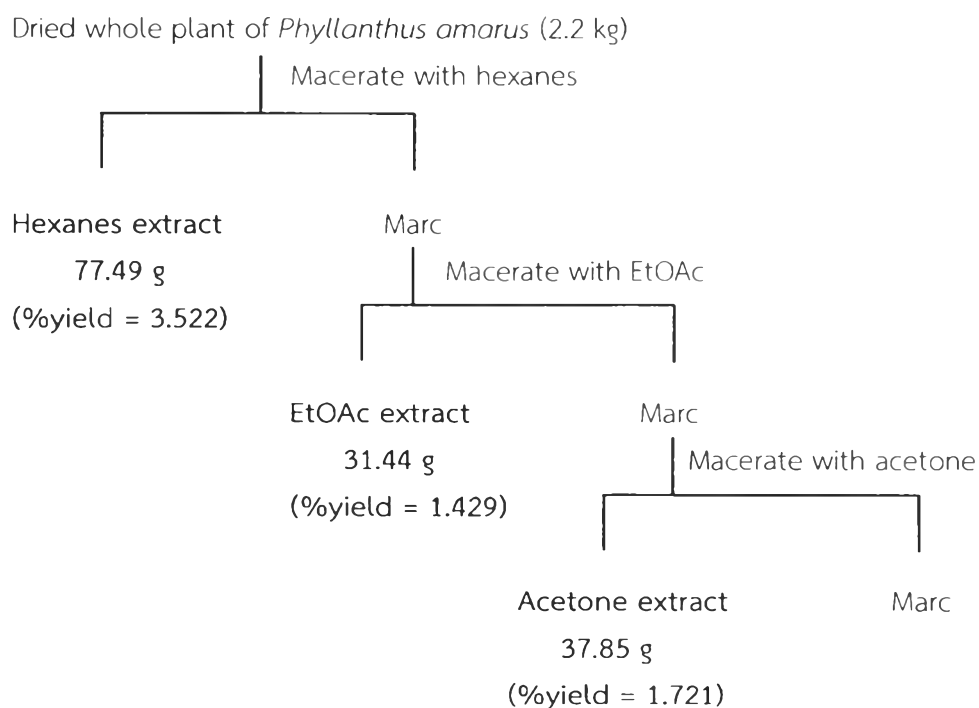 Dried whole plant of Phyllanthus amarus (2.2 kg)
Macerate with hexanes
Hexanes extract
77.49 g
(%yield = 3.522)
Marc
Macerate with EtOAc
EtOAc extract
31.44 g
(%yield = 1.429)
Marc
Macerate with acetone
Acetone extract
37.85 g
(%yield = 1.721)
Marc